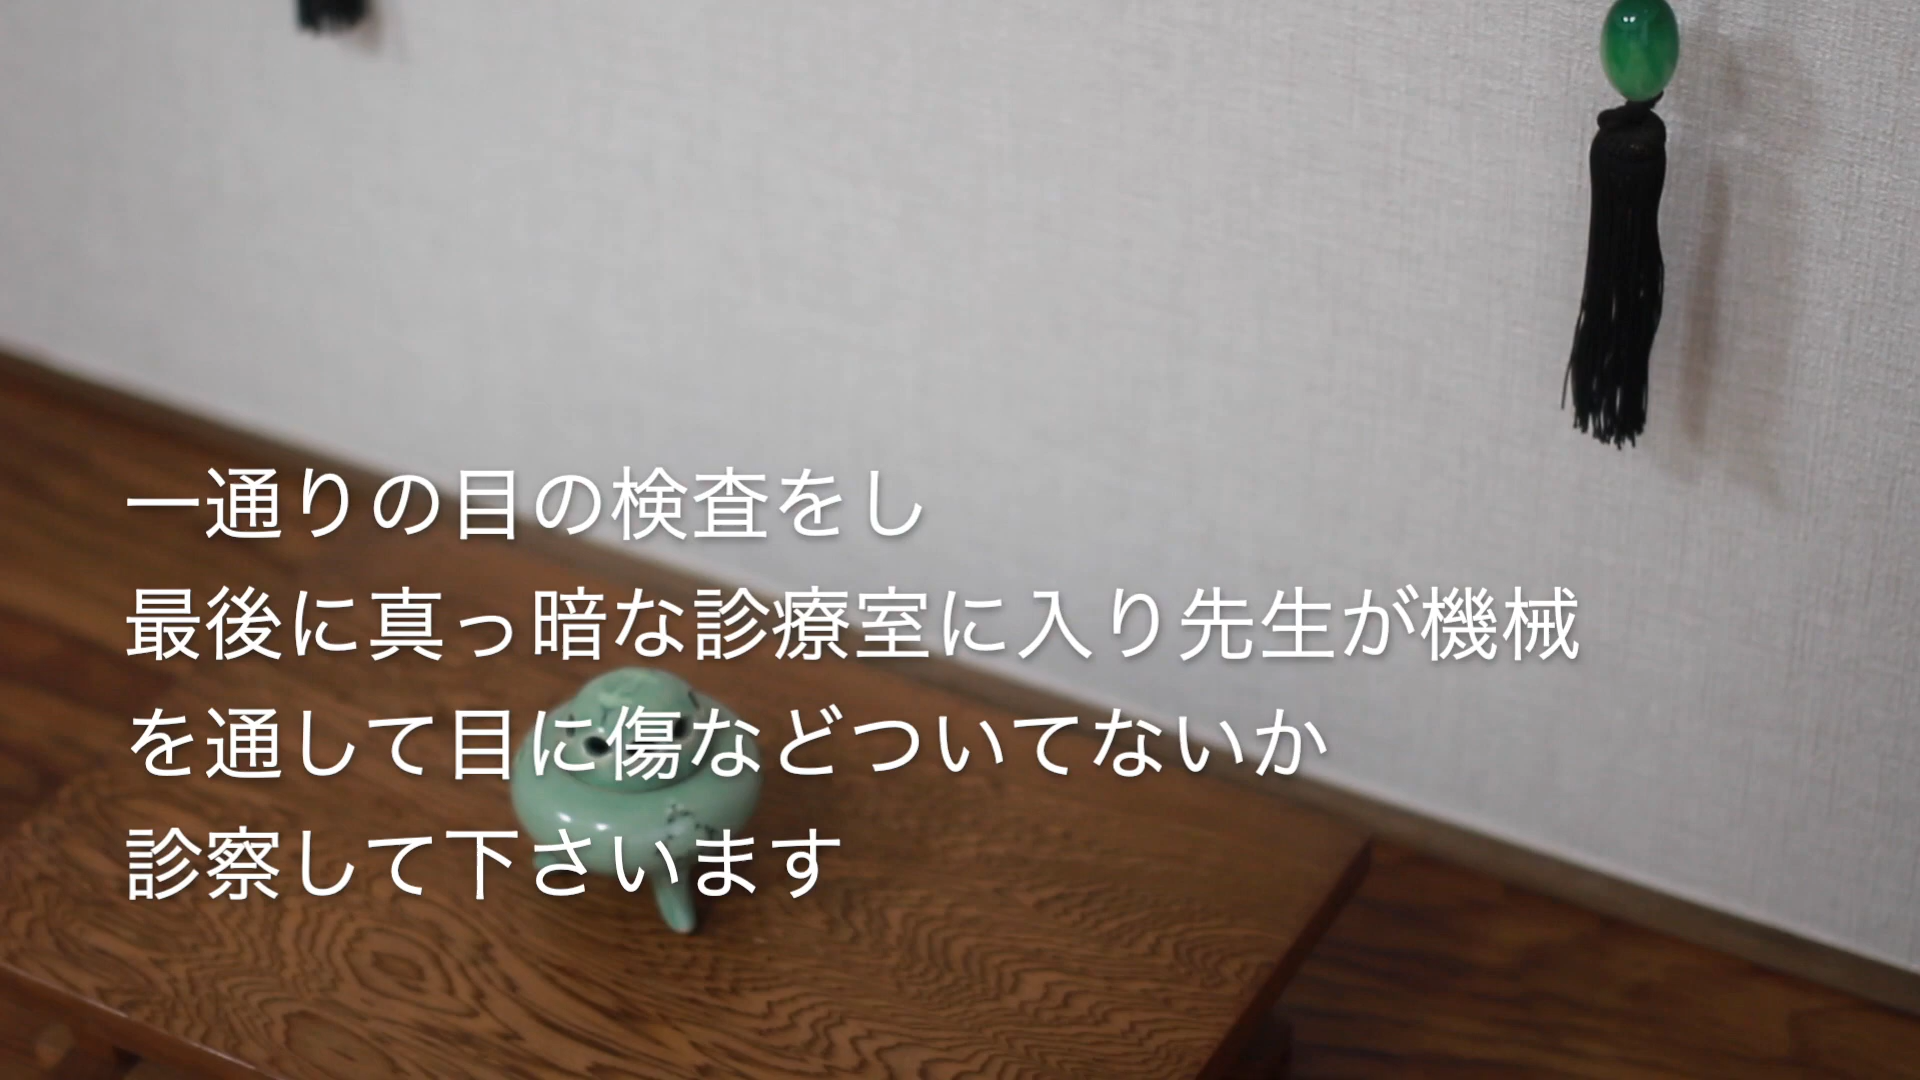 一通りの目の検査をし
最後に真っ暗な診療室に入り先生が機械
を通して目に傷などついてないか
診察して下さいます